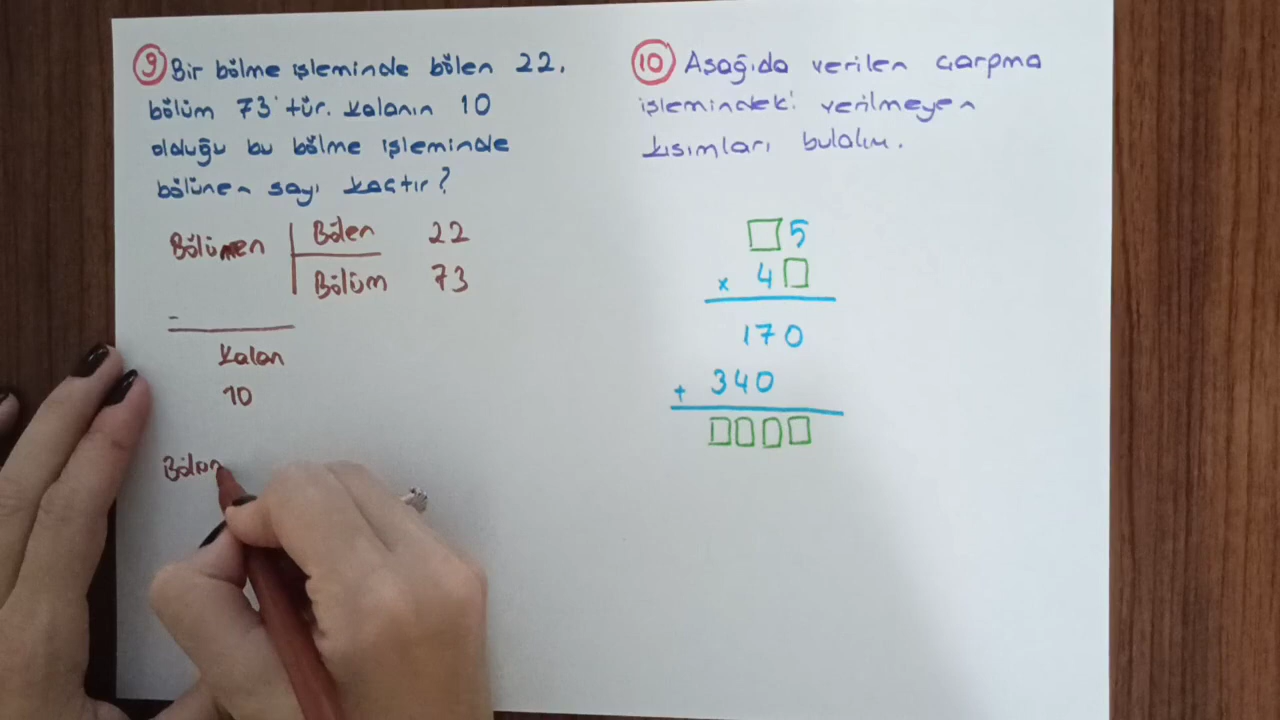 9 Bir bölme işleminde bölen 22,
bölüm 73'tür. Kalanın 10
olduğu bu bölme işleminde
bölünen sayı kaçtır?
Bölünen Bölen 22
Bölüm 73
-
Kalan
10
Bölen
10 Aşağıda verilen çarpma
işlemindeki verilmeyen
kısımları bulalım.
□5
x 4□
170
+ 340
□□□□